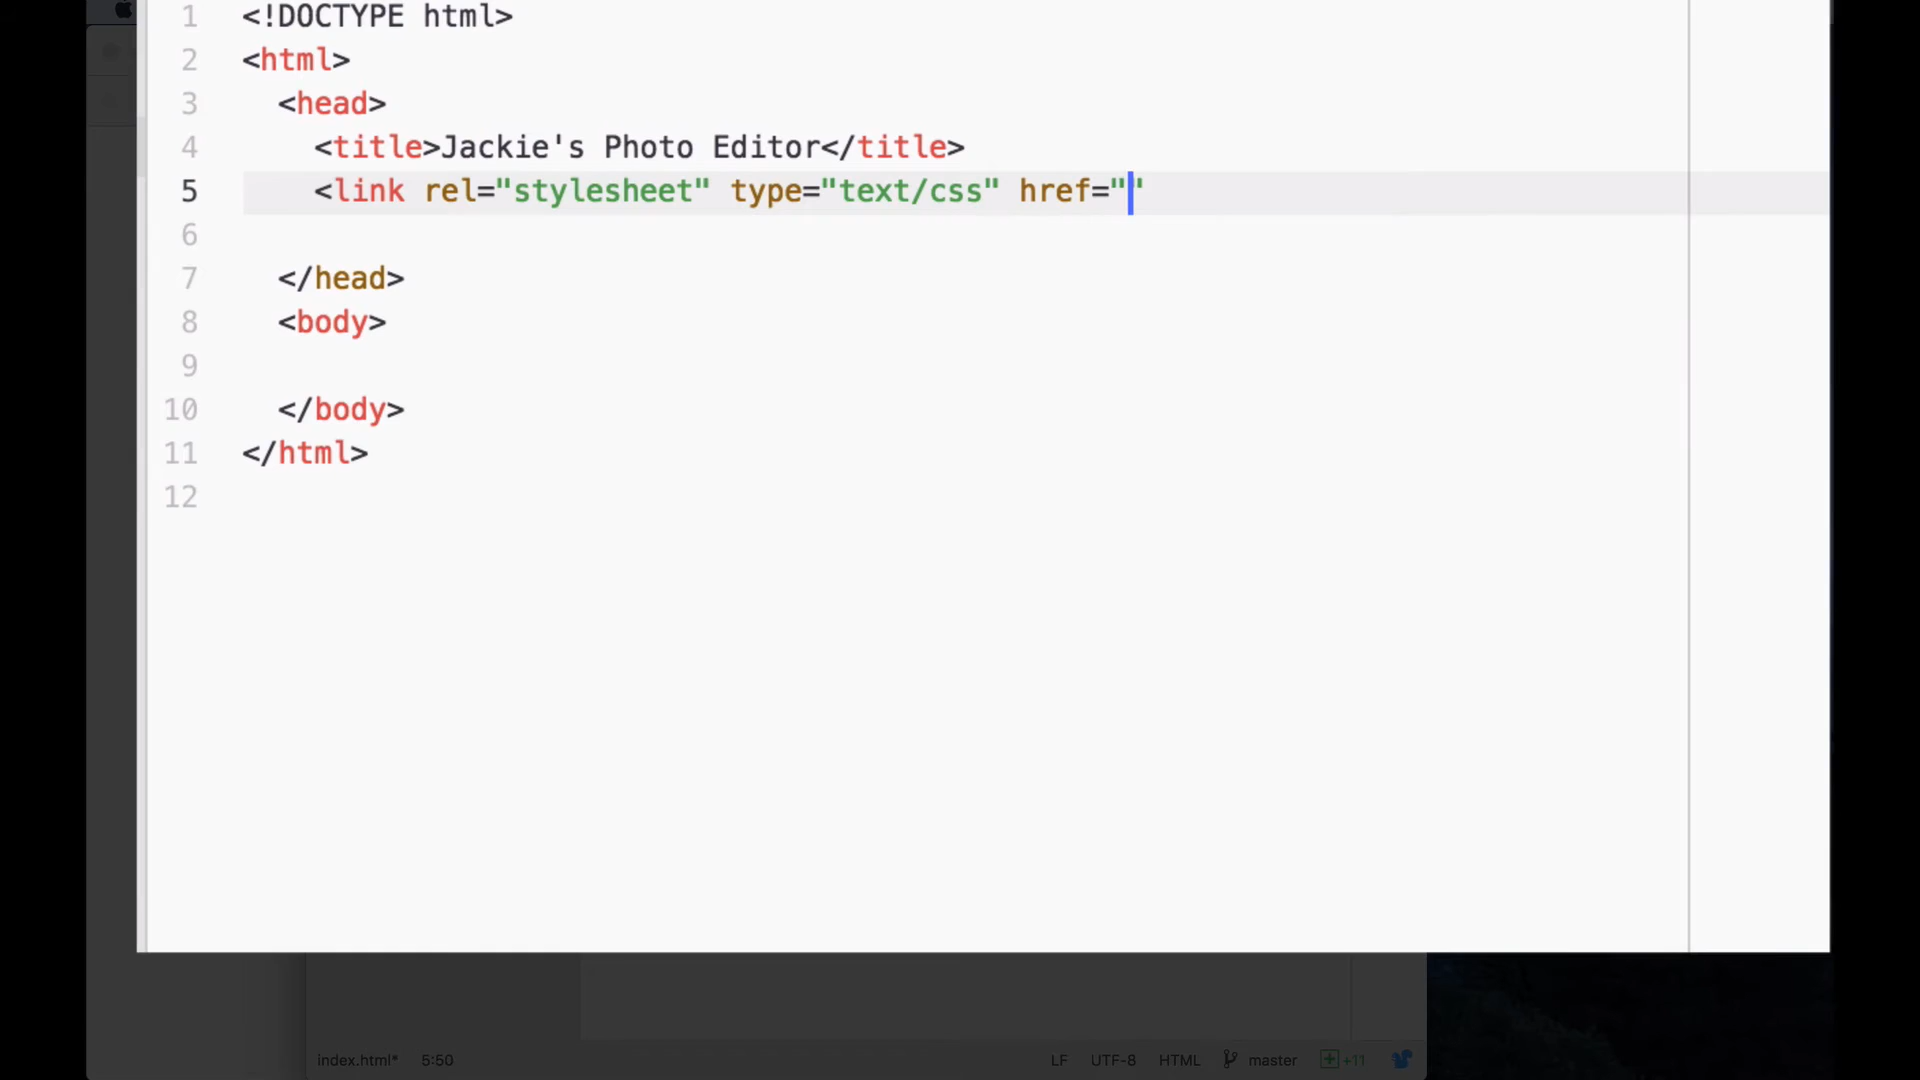 1 <!DOCTYPE html>
2 <html>
3 <head>
4 <title>Jackie's Photo Editor</title>
5 <link rel="stylesheet" type="text/css" href=""
6
7 </head>
8 <body>
9
10 </body>
11 </html>
12
index.html* 5:50 LF UTF-8 HTML master +11